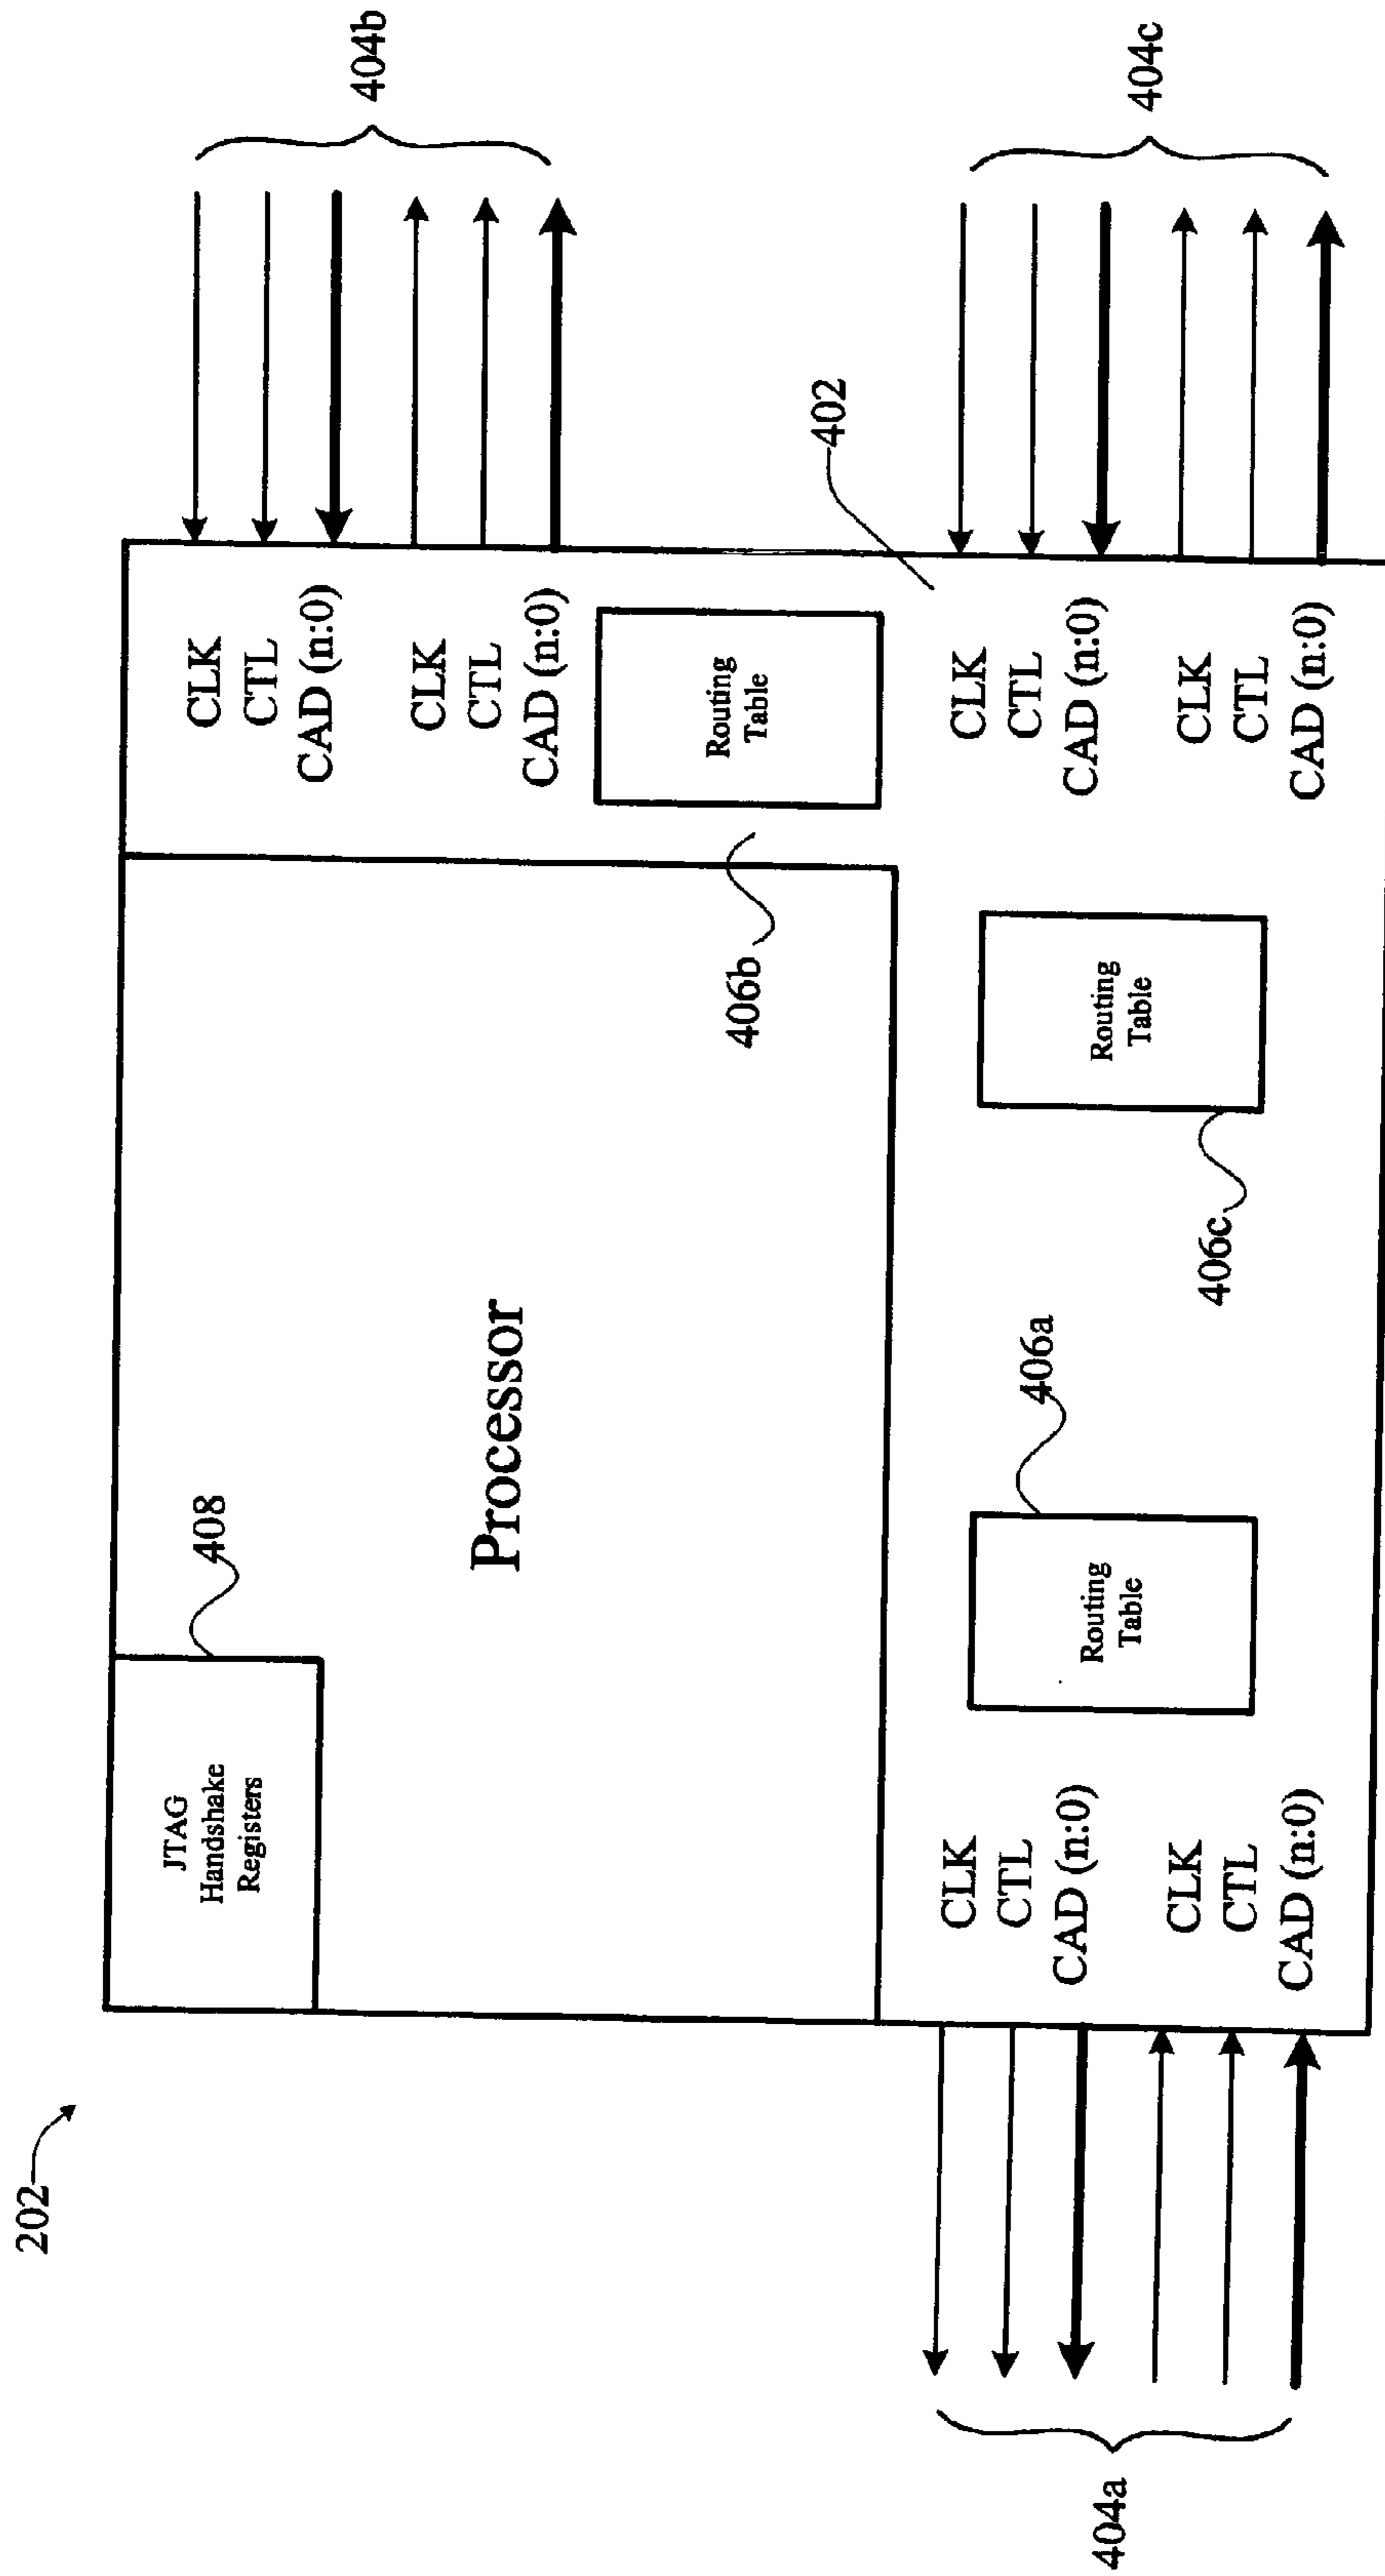 202
JTAG
Handshake
Registers
408
Processor
CLK
CTL
CAD (n:0)
CLK
CTL
CAD (n:0)
404b
406b
Routing
Table
402
404a
CLK
CTL
CAD (n:0)
CLK
CTL
CAD (n:0)
Routing
Table
406a
406c
Routing
Table
CLK
CTL
CAD (n:0)
CLK
CTL
CAD (n:0)
404c